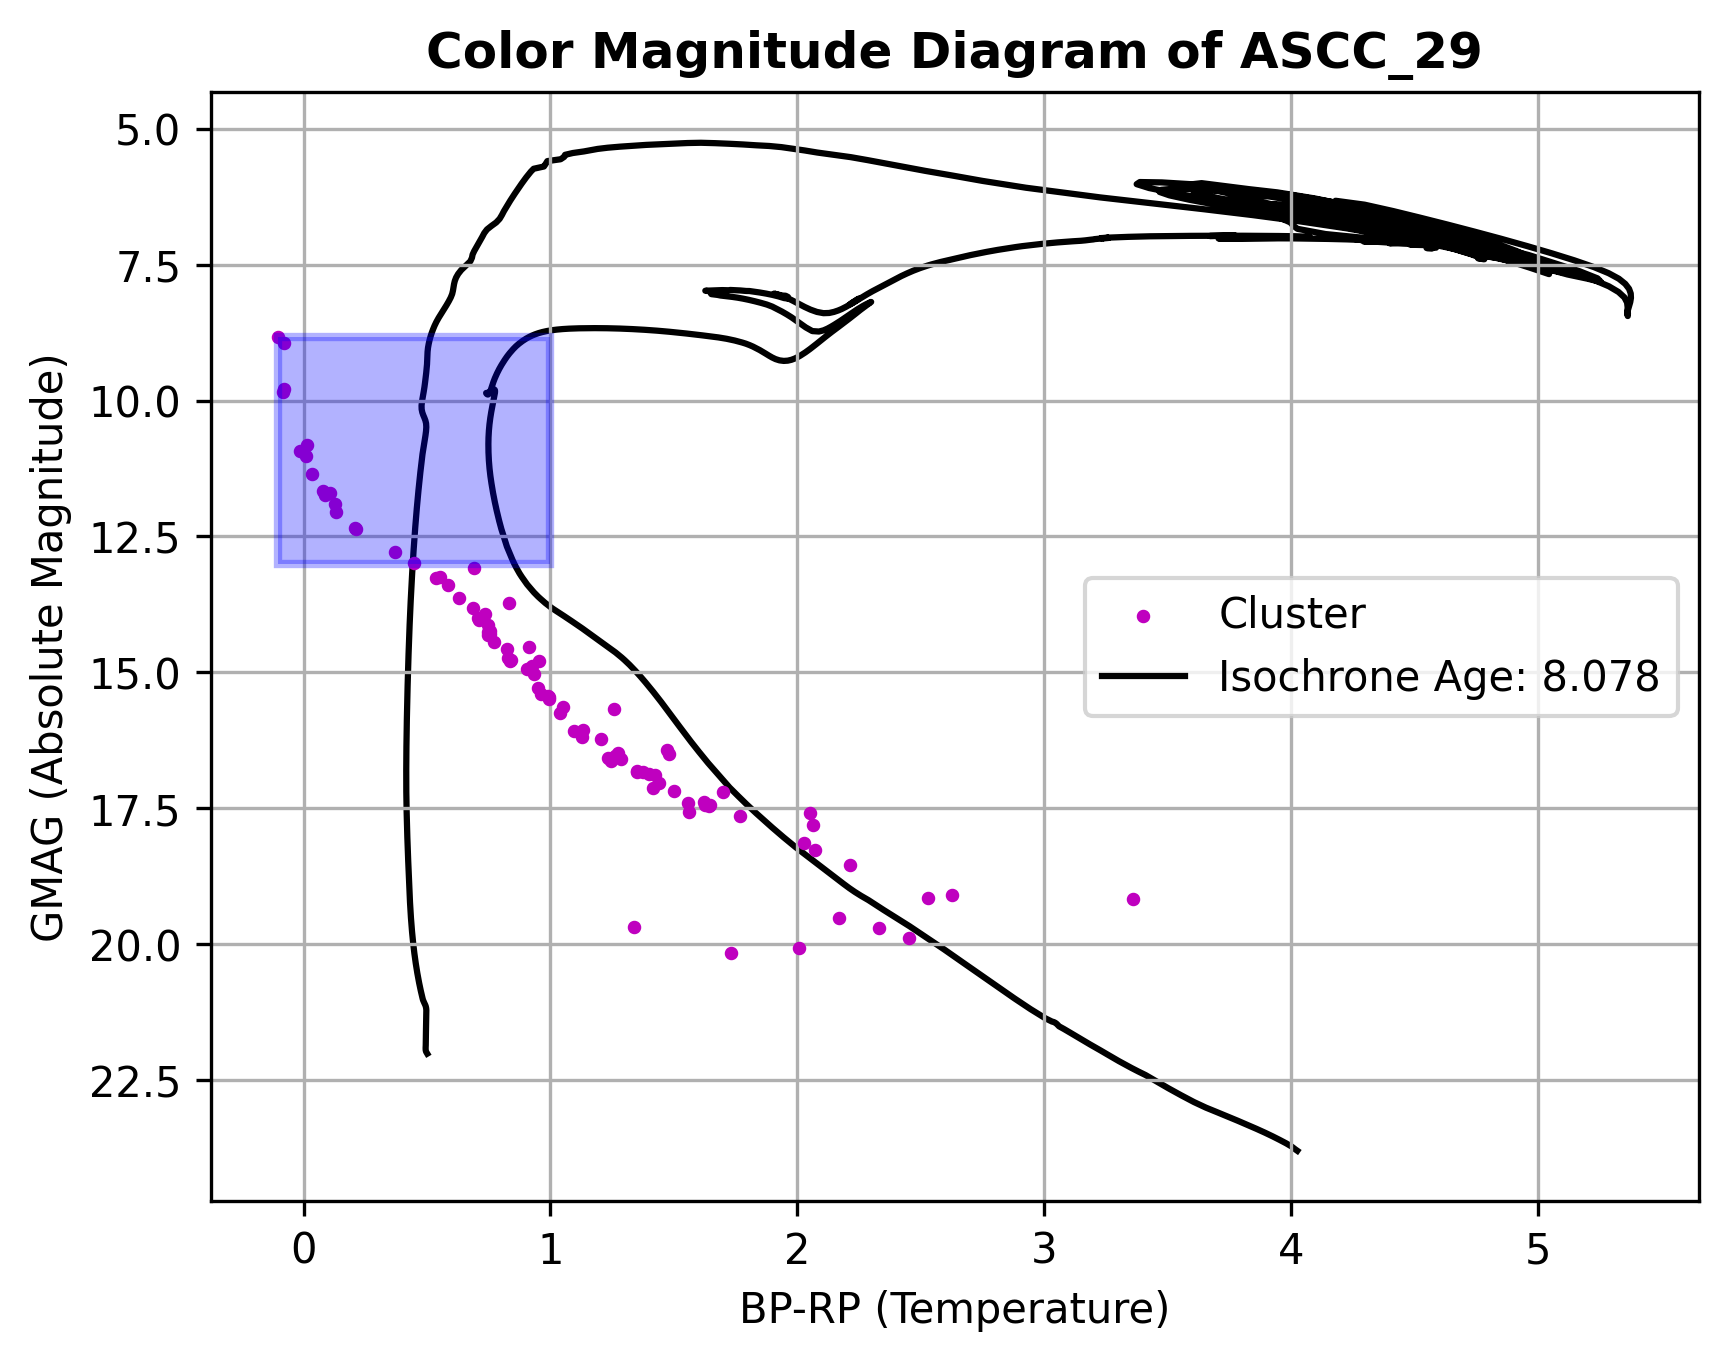 Color Magnitude Diagram of ASCC_29
GMAG (Absolute Magnitude)
5.0
7.5
10.0
12.5
15.0
17.5
20.0
22.5
Cluster
Isochrone Age: 8.078
0 1 2 3 4 5
BP-RP (Temperature)